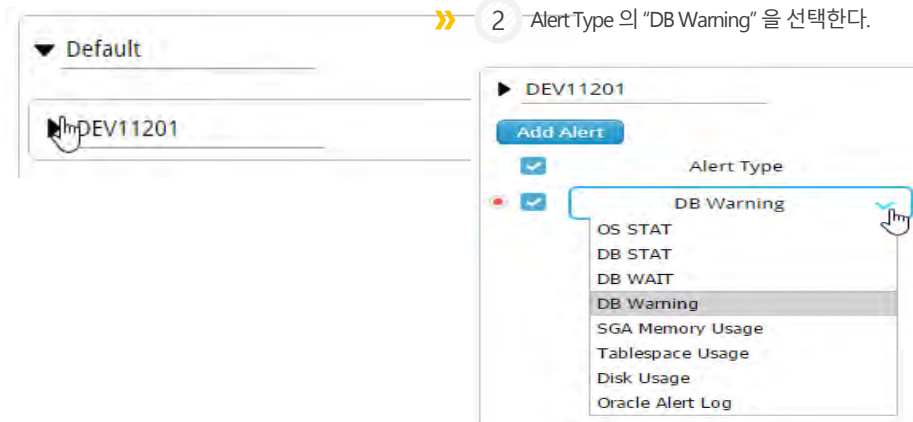 2 Alert Type 의 “DB Warning” 을 선택한다.
Default
DEV11201
DEV11201
Add Alert
Alert Type
DB Warning
OS STAT
DB STAT
DB WAIT
DB Warning
SGA Memory Usage
Tablespace Usage
Disk Usage
Oracle Alert Log